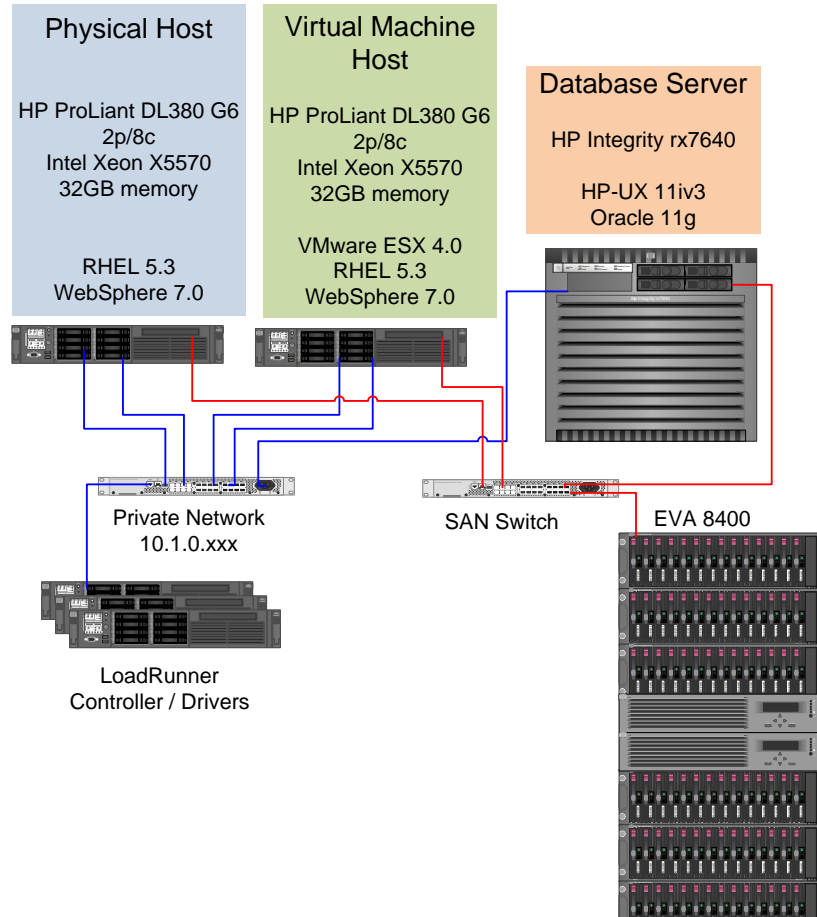 Physical Host
HP ProLiant DL380 G6
2p/8c
Intel Xeon X5570
32GB memory
RHEL 5.3
WebSphere 7.0
Virtual Machine
Host
HP ProLiant DL380 G6
2p/8c
Intel Xeon X5570
32GB memory
VMware ESX 4.0
RHEL 5.3
WebSphere 7.0
Database Server
HP Integrity rx7640
HP-UX 11iv3
Oracle 11g
hp integrity rx7640
Private Network
10.1.0.xxx
SAN Switch
EVA 8400
LoadRunner
Controller / Drivers